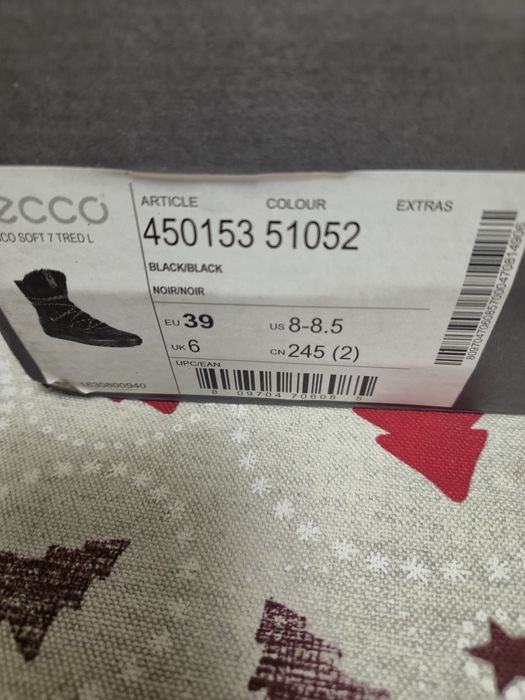 ecco
CO SOFT 7 TRED L
ARTICLE COLOUR EXTRAS
450153 51052
BLACK/BLACK
NOIR/NOIR
EU 39 US 8-8.5
UK 6 CN 245 (2)
UPC/EAN
8 09704 70608 5
1630800940